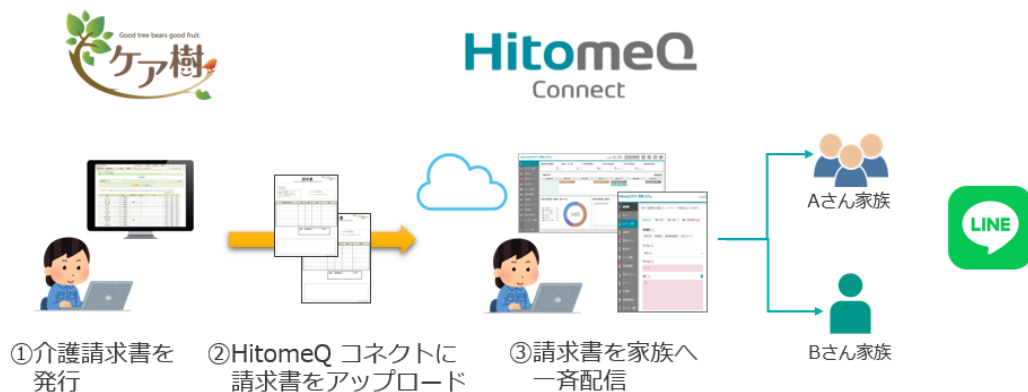 Good tree bears good fruit.
ケア樹
HitomeQ
Connect
請求書
Aさん家族
LINE
Bさん家族
①介護請求書を
発行
②HitomeQ コネクトに
請求書をアップロード
③請求書を家族へ
一斉配信